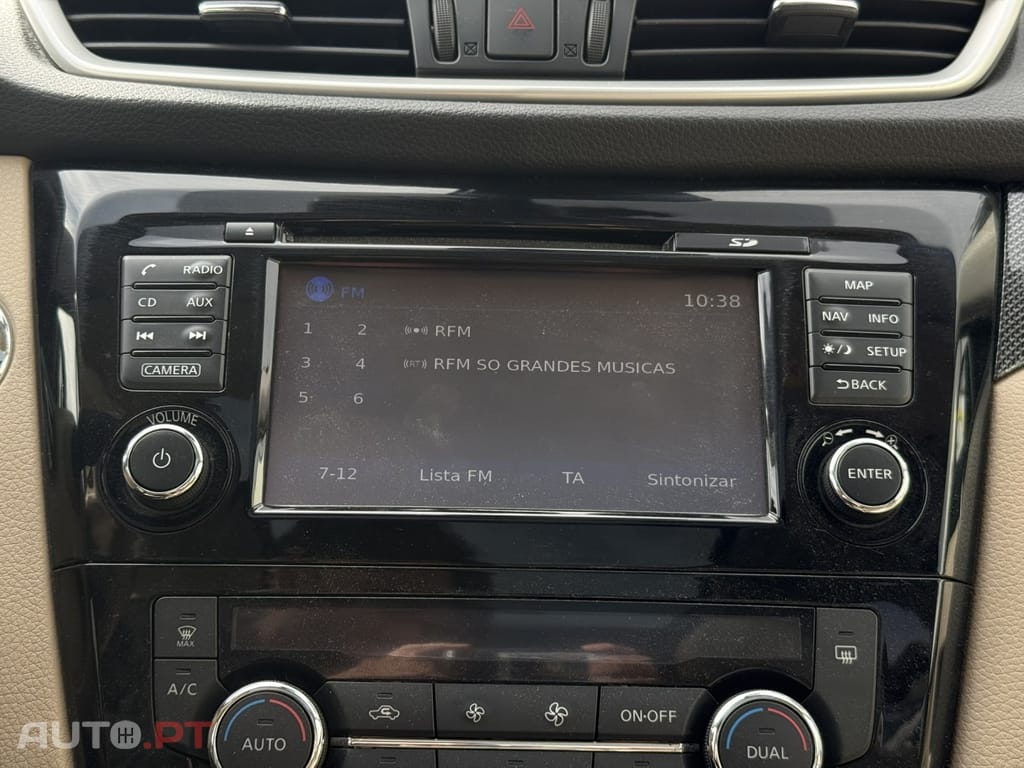 SD
RADIO
CD AUX
CAMERA
VOLUME
FM
10:38
1 2
RFM
3 4
RT RFM SO GRANDES MUSICAS
5 6
7-12 Lista FM TA Sintonizar
MAP
NAV INFO
SETUP
BACK
ENTER
MAX
A/C
AUTO
ON·OFF
DUAL
AUTO.PT